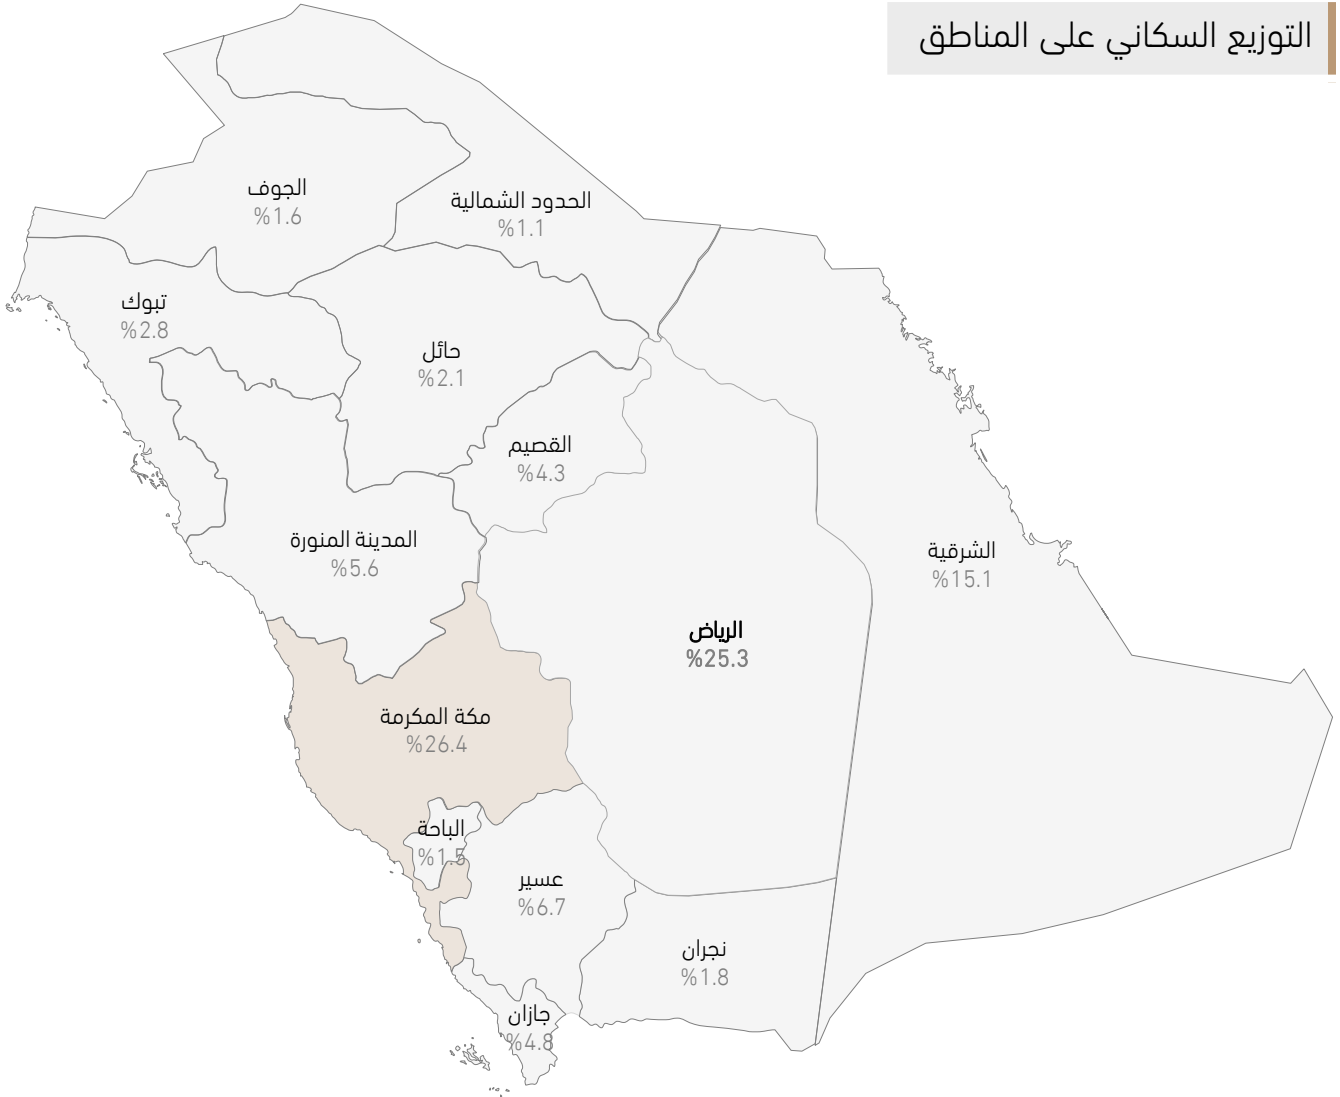 التوزيع السكاني على المناطق
الجوف
%1.6
الحدود الشمالية
%1.1
تبوك
%2.8
حائل
%2.1
القصيم
%4.3
المدينة المنورة
%5.6
الشرقية
%15.1
الرياض
%25.3
مكة المكرمة
%26.4
الباحة
%1.5
عسير
%6.7
نجران
%1.8
جازان
%4.8